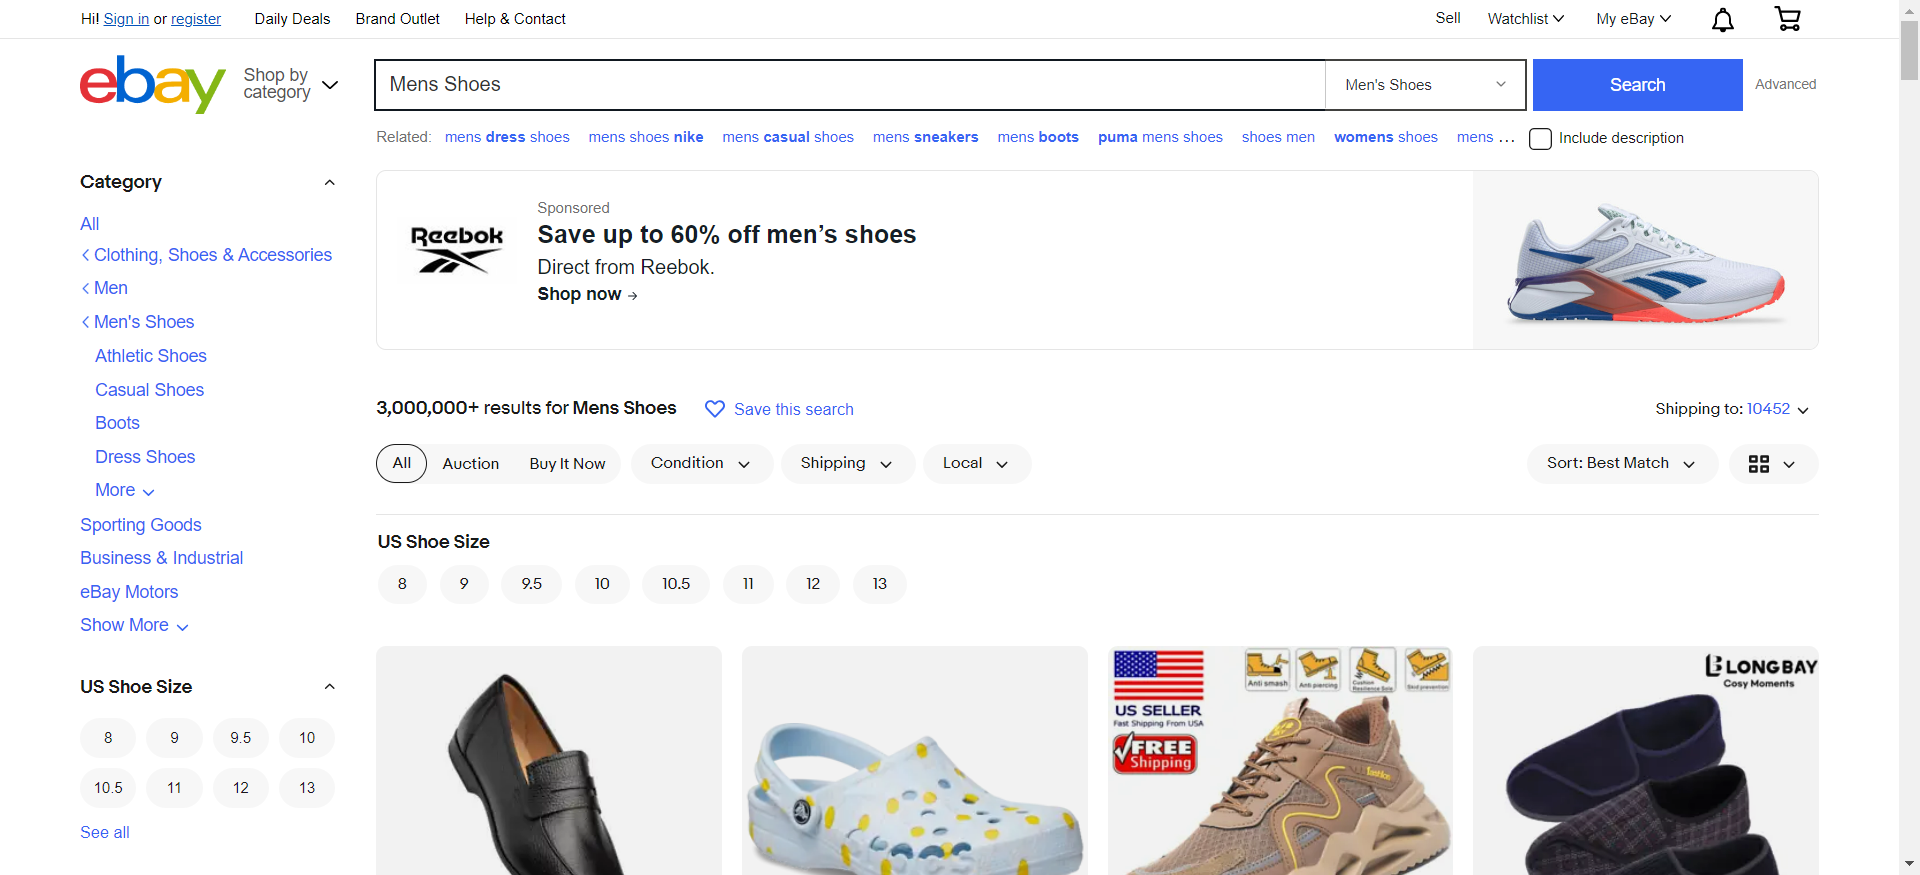 Hi! Sign in or register Daily Deals Brand Outlet Help & Contact Sell Watchlist My eBay
ebay Shop by category Mens Shoes Men's Shoes Search Advanced
Related: mens dress shoes mens shoes nike mens casual shoes mens sneakers mens boots puma mens shoes shoes men womens shoes mens ... Include description
Category
All
Clothing, Shoes & Accessories
Men
Men's Shoes
Athletic Shoes
Casual Shoes
Boots
Dress Shoes
More
Sporting Goods
Business & Industrial
eBay Motors
Show More
US Shoe Size
8 9 9.5 10
10.5 11 12 13
See all
Reebok
Sponsored
Save up to 60% off men’s shoes
Direct from Reebok.
Shop now →
3,000,000+ results for Mens Shoes Save this search Shipping to: 10452
All Auction Buy It Now Condition Shipping Local Sort: Best Match
US Shoe Size
8 9 9.5 10 10.5 11 12 13
US SELLER
Fast Shipping From USA
FREE
Shipping
Anti smash Anti piercing Cushion Resilience Sole Skid prevention
fashion
LONGBAY
Cosy Moments